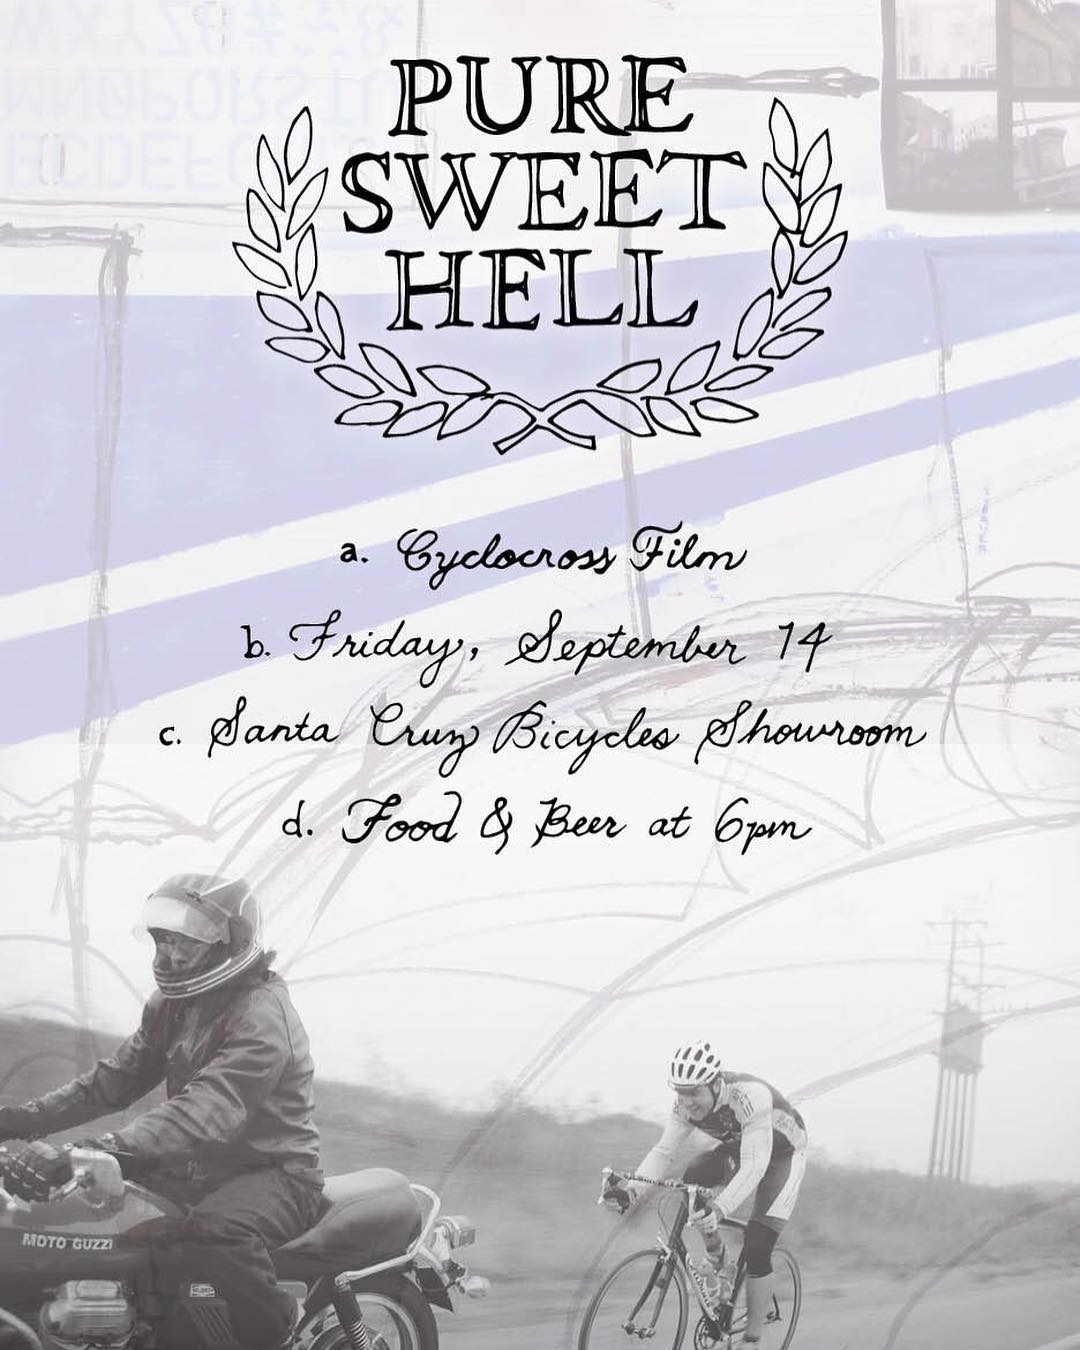 PURE
SWEET
HELL
a. Cyclocross Film
b. Friday, September 14
c. Santa Cruz Bicycles Showroom
d. Food & Beer at 6pm
MOTO GUZZI